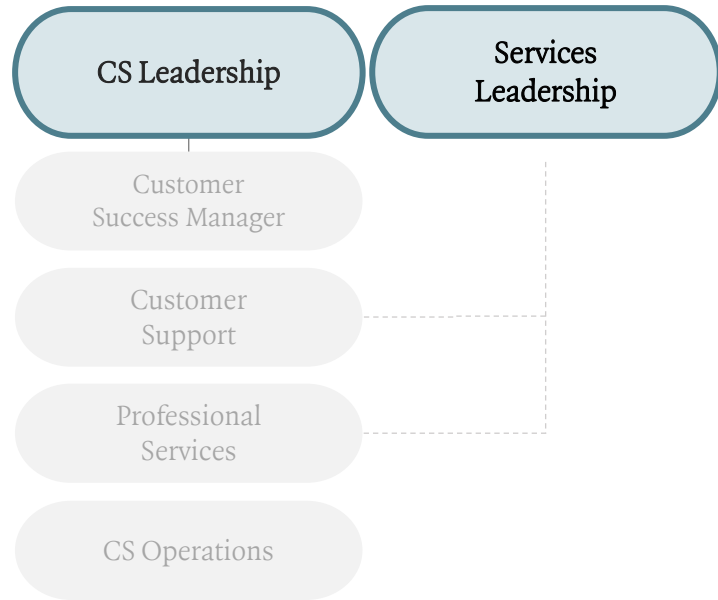 CS Leadership
Services
Leadership
Customer
Success Manager
Customer
Support
Professional
Services
CS Operations